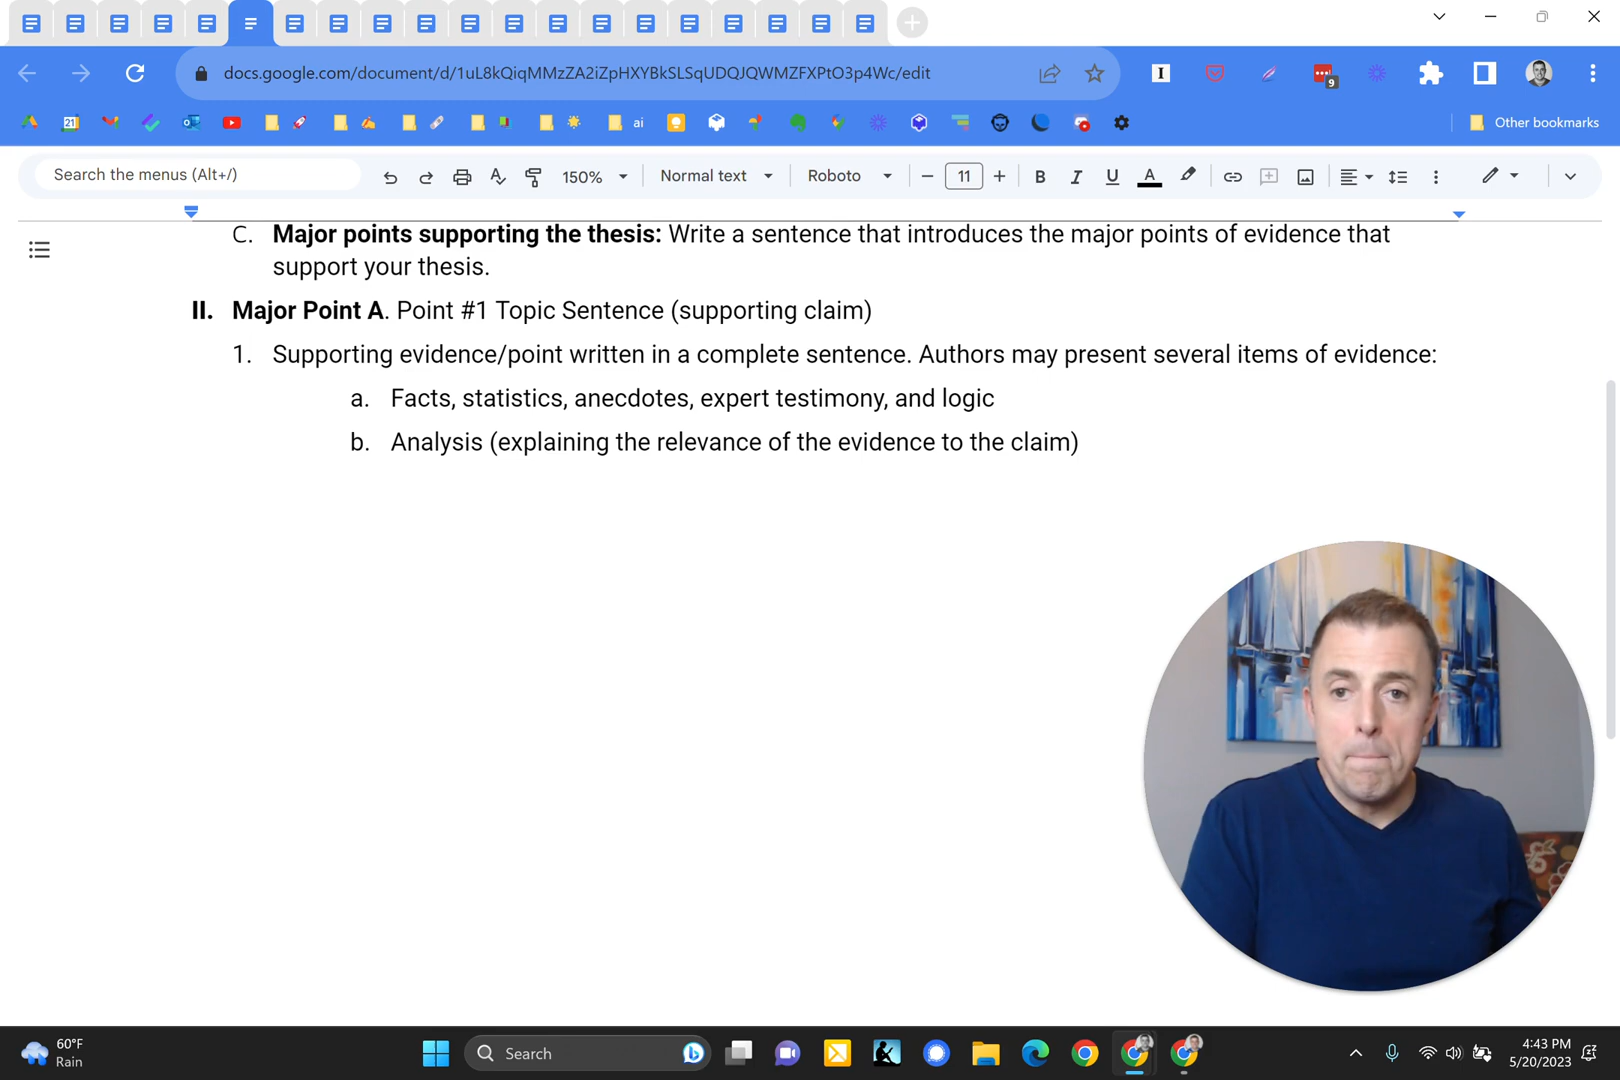 docs.google.com/document/d/1uL8kQiqMMzZA2iZpHXYBkSLSqUDQJQWMZFXPtO3p4Wc/edit
9
21
ai
Other bookmarks
Search the menus (Alt+/)
150%
Normal text
Roboto
11
B
I
U
A
C. Major points supporting the thesis: Write a sentence that introduces the major points of evidence that
support your thesis.
II. Major Point A. Point #1 Topic Sentence (supporting claim)
1. Supporting evidence/point written in a complete sentence. Authors may present several items of evidence:
a. Facts, statistics, anecdotes, expert testimony, and logic
b. Analysis (explaining the relevance of the evidence to the claim)
60°F
Rain
Search
4:43 PM
5/20/2023